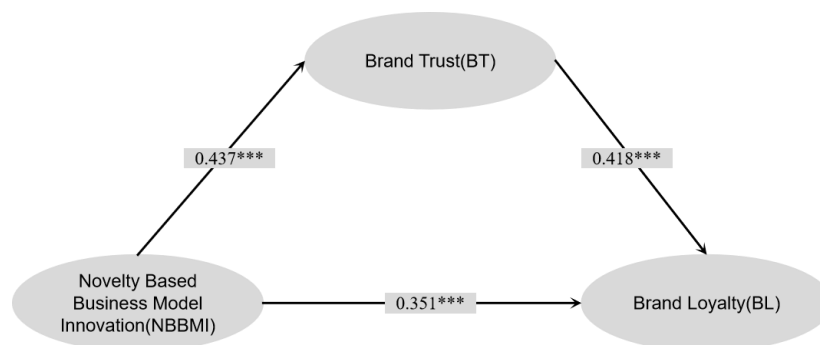 Brand Trust(BT)
0.437***
0.418***
Novelty Based
Business Model
Innovation(NBBMI)
0.351***
Brand Loyalty(BL)